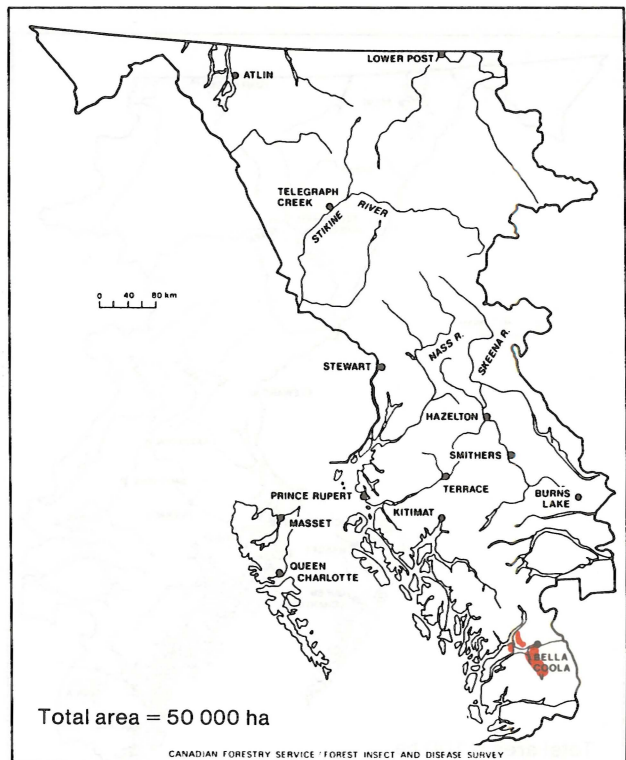 LOWER POST
ATLIN
TELEGRAPH
CREEK
STIKINE RIVER
0 40 80 km
NASS R.
SKEENA R.
STEWART
HAZELTON
SMITHERS
TERRACE
PRINCE RUPERT
BURNS
LAKE
MASSET
KITIMAT
QUEEN
CHARLOTTE
BELLA
COOLA
Total area = 50 000 ha
CANADIAN FORESTRY SERVICE / FOREST INSECT AND DISEASE SURVEY